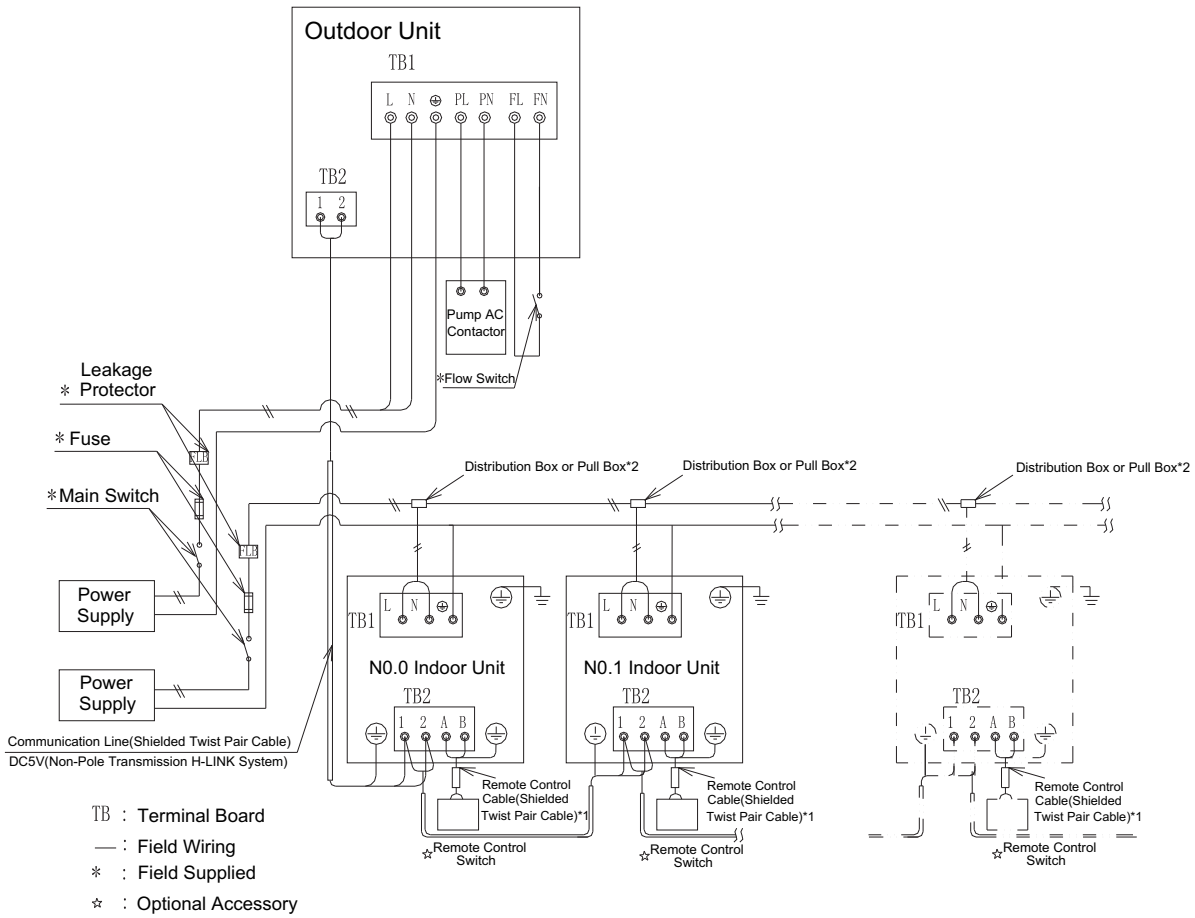 Outdoor Unit
TB1
L N PL PN FL FN
TB2
1 2
Pump AC
Contactor
*Flow Switch
Leakage
* Protector
FLB
* Fuse
*Main Switch
FLB
Power
Supply
Power
Supply
Communication Line(Shielded Twist Pair Cable)
DC5V(Non-Pole Transmission H-LINK System)
Distribution Box or Pull Box*2
Distribution Box or Pull Box*2
Distribution Box or Pull Box*2
L N
TB1
N0.0 Indoor Unit
TB2
1 2 A B
Remote Control
Cable(Shielded
Twist Pair Cable)*1
☆Remote Control
Switch
L N
TB1
N0.1 Indoor Unit
TB2
1 2 A B
Remote Control
Cable(Shielded
Twist Pair Cable)*1
☆Remote Control
Switch
L N
TB1
TB2
1 2 A B
Remote Control
Cable(Shielded
Twist Pair Cable)*1
☆Remote Control
Switch
TB : Terminal Board
— : Field Wiring
* : Field Supplied
☆ : Optional Accessory